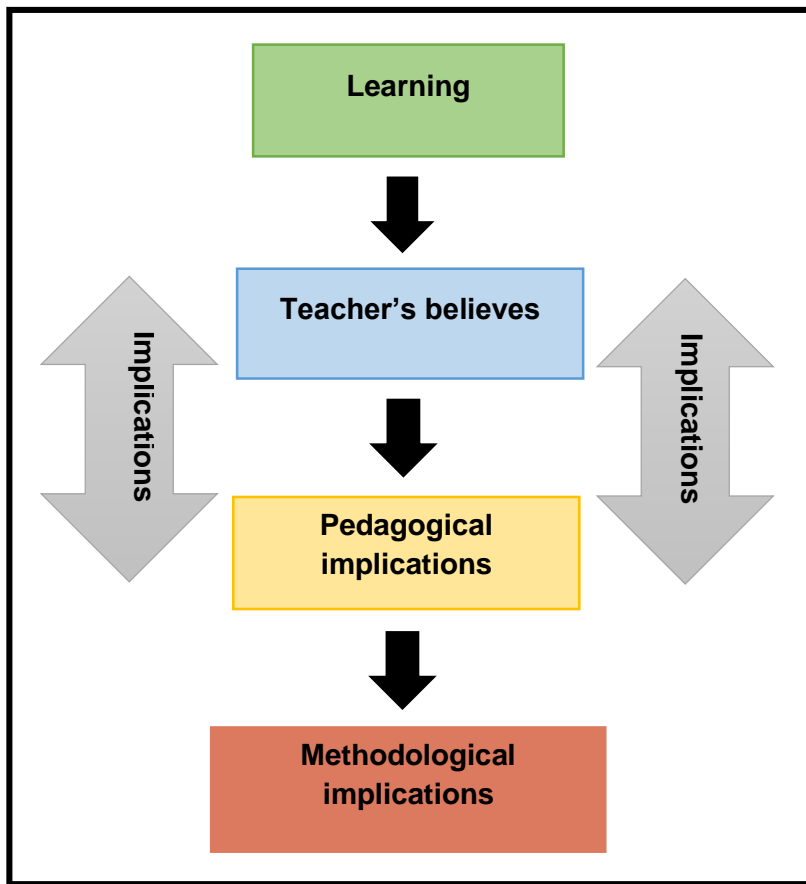 Learning
Teacher’s believes
Implications
Implications
Pedagogical
implications
Methodological
implications